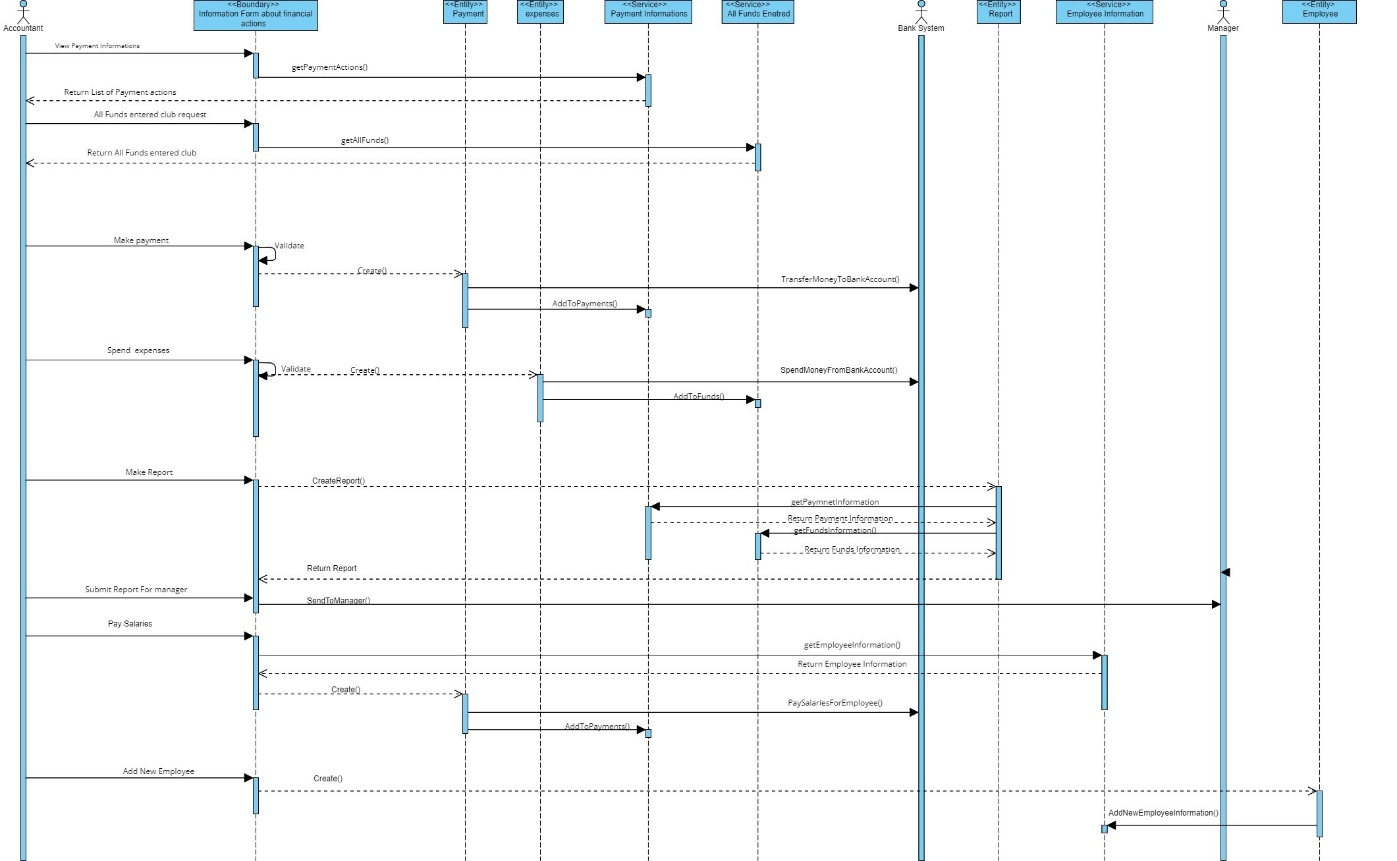 <<Boundary>>
Information Form about financial
actions
<<Entity>>
Payment
<<Entity>>
expenses
<<Service>>
Payment Informations
<<Service>>
All Funds Enetred
<<Entity>>
Report
<<Service>>
Employee Information
<<Entity>
Employee
Accountant
Bank System
Manager
View Payment Informations
getPaymentActions()
Return List of Payment actions
All Funds entered club request
getAllFunds()
Return All Funds entered club
Make payment
Validate
Create()
TransferMoneyToBankAccount()
AddToPayments()
Spend expenses
Validate
Create()
SpendMoneyFromBankAccount()
AddToFunds()
Make Report
CreateReport()
getPaymnetInformation
Return Payment Information
getFundsInformation()
Return Funds Information
Return Report
Submit Report For manager
SendToManager()
Pay Salaries
getEmployeeInformation()
Return Employee Information
Create()
PaySalariesForEmployee()
AddToPayments()
Add New Employee
Create()
AddNewEmployeeInformation()